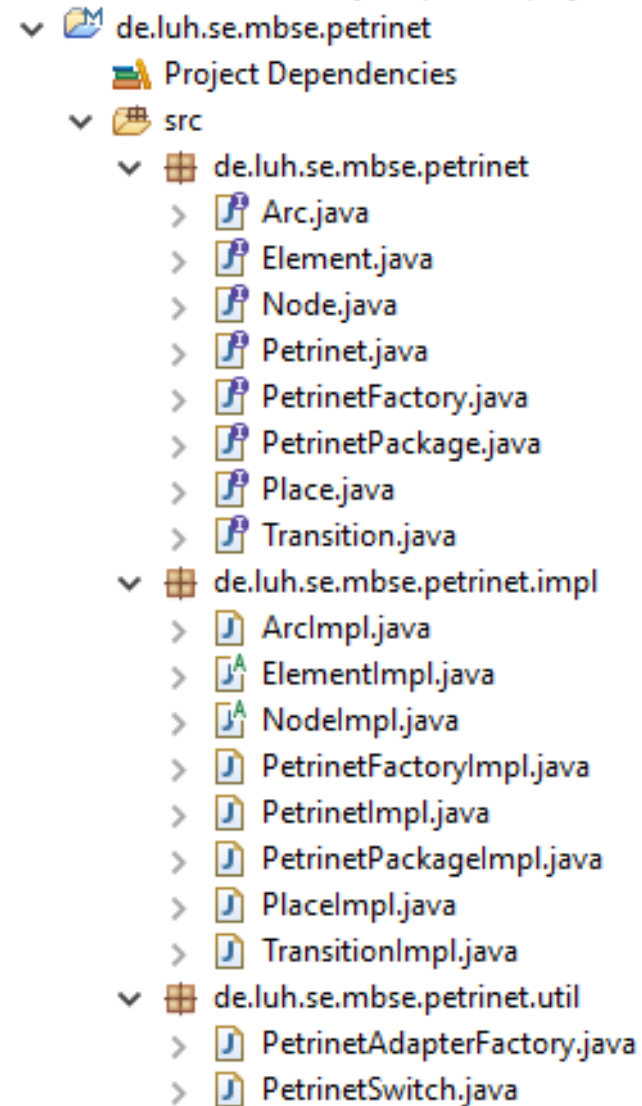 de.luh.se.mbse.petrinet
Project Dependencies
src
de.luh.se.mbse.petrinet
Arc.java
Element.java
Node.java
Petrinet.java
PetrinetFactory.java
PetrinetPackage.java
Place.java
Transition.java
de.luh.se.mbse.petrinet.impl
ArcImpl.java
ElementImpl.java
NodeImpl.java
PetrinetFactoryImpl.java
PetrinetImpl.java
PetrinetPackageImpl.java
PlaceImpl.java
TransitionImpl.java
de.luh.se.mbse.petrinet.util
PetrinetAdapterFactory.java
PetrinetSwitch.java